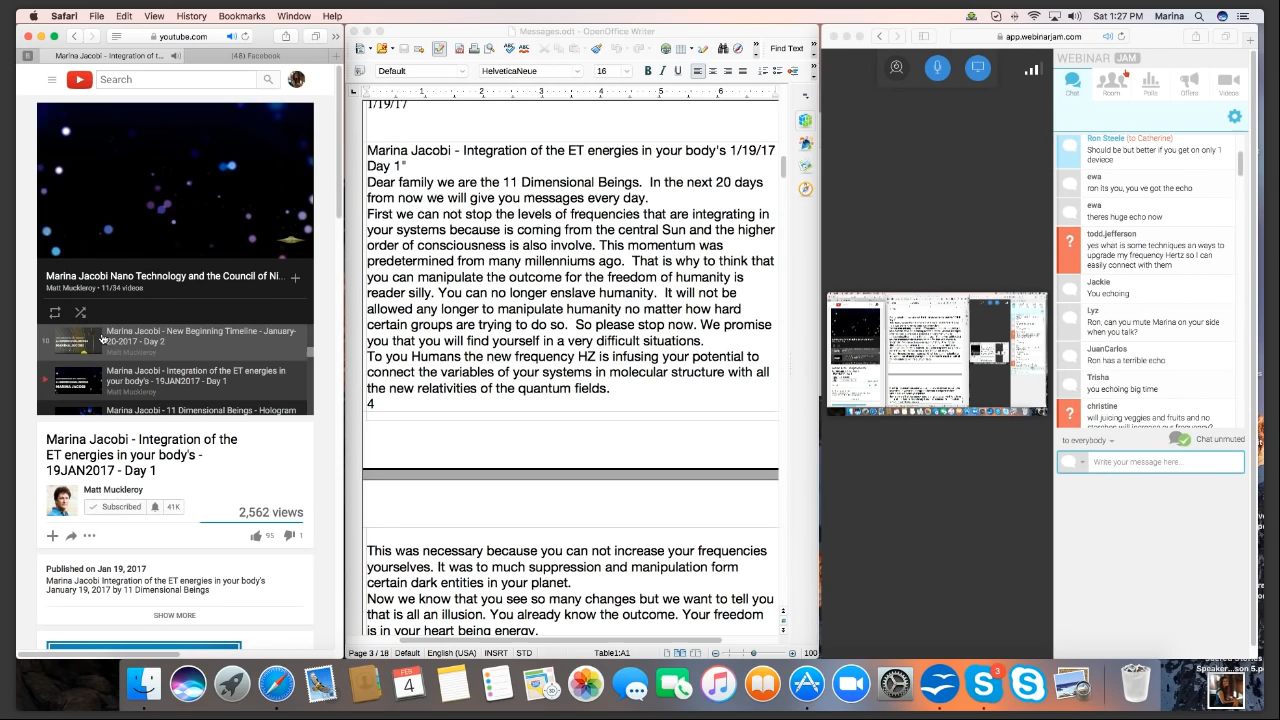 Safari File Edit View History Bookmarks Window Help
Sat 1:27 PM Marina
youtube.com
Marina Jacobi - Integration of t...
(48) Facebook
Search
Marina Jacobi Nano Technology and the Council of Ni...
Matt Muckleroy • 11/34 videos
10
Marina Jacobi - New Beginning Timeline - January-
20-2017 - Day 2
Matt Muckleroy
Marina Jacobi - Integration of the ET energies in
your body's - 19JAN2017 - Day 1
Matt Muckleroy
Marina Jacobi - 11 Dimensional Beings - Hologram
Marina Jacobi - Integration of the
ET energies in your body's -
19JAN2017 - Day 1
Matt Muckleroy
Subscribed 41K
2,562 views
95 1
Published on Jan 19, 2017
Marina Jacobi Integration of the ET energies in your body's
January 19, 2017 by 11 Dimensional Beings
SHOW MORE
Messages.odt - OpenOffice Writer
Find Text
Default HelveticaNeue 16 B I U
1 2 3 4 5 6
1/19/17
Marina Jacobi - Integration of the ET energies in your body's 1/19/17
Day 1"
Dear family we are the 11 Dimensional Beings. In the next 20 days
from now we will give you messages every day.
First we can not stop the levels of frequencies that are integrating in
your systems because is coming from the central Sun and the higher
order of consciousness is also involve. This momentum was
predetermined from many millenniums ago. That is why to think that
you can manipulate the outcome for the freedom of humanity is
reader silly. You can no longer enslave humanity. It will not be
allowed any longer to manipulate humanity no matter how hard
certain groups are trying to do so. So please stop now. We promise
you that you will find yourself in a very difficult situations.
To you Humans the new frequency HZ is infusing your potential to
connect the variables of your systems in molecular structure with all
the new relativities of the quantum fields.
4
This was necessary because you can not increase your frequencies
yourselves. It was to much suppression and manipulation form
certain dark entities in your planet.
Now we know that you see so many changes but we want to tell you
that is all an illusion. You already know the outcome. Your freedom
is in your heart being energy.
Page 3 / 18 Default English (USA) INSRT STD Table1:A1 100
app.webinarjam.com
WEBINAR JAM
Chat Room Polls Offers Videos
Ron Steele (to Catherine)
Should be but better if you get on only 1
deviece
ewa
ron its you, you ve got the echo
ewa
theres huge echo now
todd.jefferson
yes what is some techniques an ways to
upgrade my frequency Hertz so I can
easily connect with them
Jackie
You echoing
Lyz
Ron, can you mute Marina on your side
when you talk?
JuanCarlos
Ron has a terrible echo
Trisha
you echoing big time
christine
will juicing veggies and fruits and no
to everybody
Chat unmuted
Write your message here...
FEB
4
3
Speaker...son 5.p